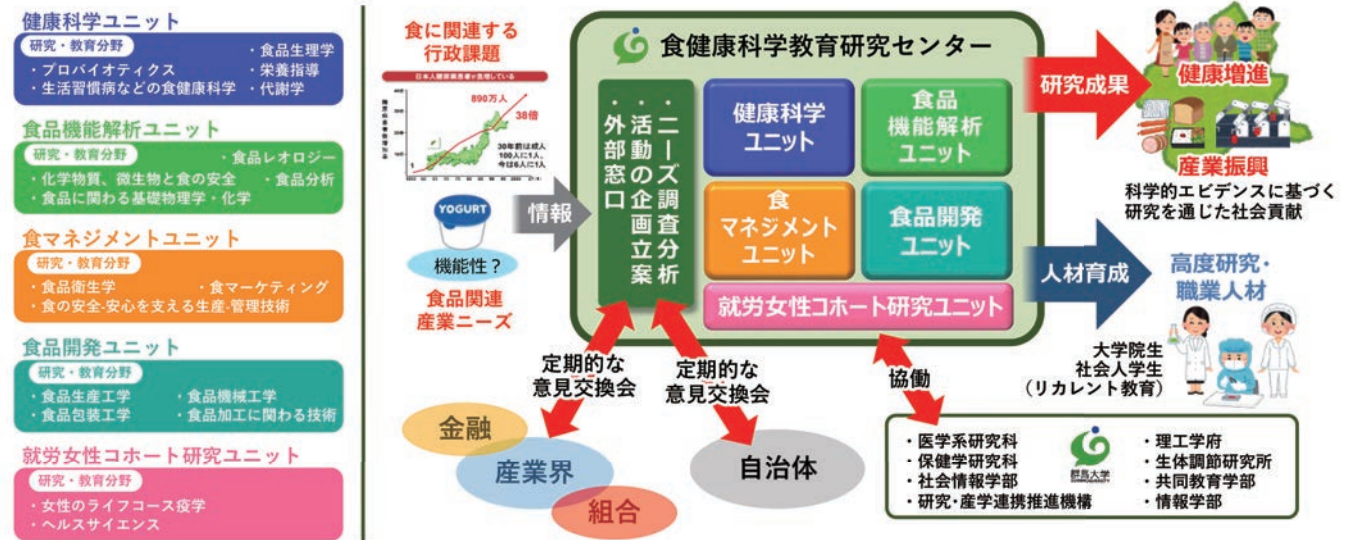 健康科学ユニット
研究・教育分野
・食品生理学
・プロバイオティクス
・栄養指導
・生活習慣病などの食健康科学
・代謝学
食品機能解析ユニット
研究・教育分野
・食品レオロジー
・化学物質、微生物と食の安全
・食品分析
・食品に関わる基礎物理学・化学
食マネジメントユニット
研究・教育分野
・食品衛生学
・食マーケティング
・食の安全-安心を支える生産-管理技術
食品開発ユニット
研究・教育分野
・食品生産工学
・食品機械工学
・食品包装工学
・食品加工に関わる技術
就労女性コホート研究ユニット
研究・教育分野
・女性のライフコース疫学
・ヘルスサイエンス
食に関連する
行政課題
日本人糖尿病患者が急増している
890万人
38倍
30年前は成人
100人に1人、
今は6人に1人
1
YOGURT
機能性？
食品関連
産業ニーズ
情報
食健康科学教育研究センター
・ニーズ調査分析
・活動の企画立案
・外部窓口
健康科学
ユニット
食品
機能解析
ユニット
食
マネジメント
ユニット
食品開発
ユニット
就労女性コホート研究ユニット
研究成果
健康増進
産業振興
科学的エビデンスに基づく
研究を通じた社会貢献
人材育成
高度研究・
職業人材
大学院生
社会人学生
（リカレント教育）
定期的な
意見交換会
定期的な
意見交換会
協働
金融
産業界
組合
自治体
・医学系研究科
・保健学研究科
・社会情報学部
・研究・産学連携推進機構
群馬大学
・理工学府
・生体調節研究所
・共同教育学部
・情報学部